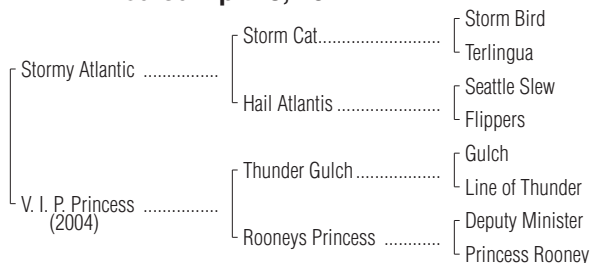 Storm Bird
Storm Cat........................
Terlingua
Stormy Atlantic ...............
Seattle Slew
Hail Atlantis .....................
Flippers
Gulch
Thunder Gulch.................
Line of Thunder
V. I. P. Princess ...............
(2004)
Deputy Minister
Rooneys Princess ............
Princess Rooney